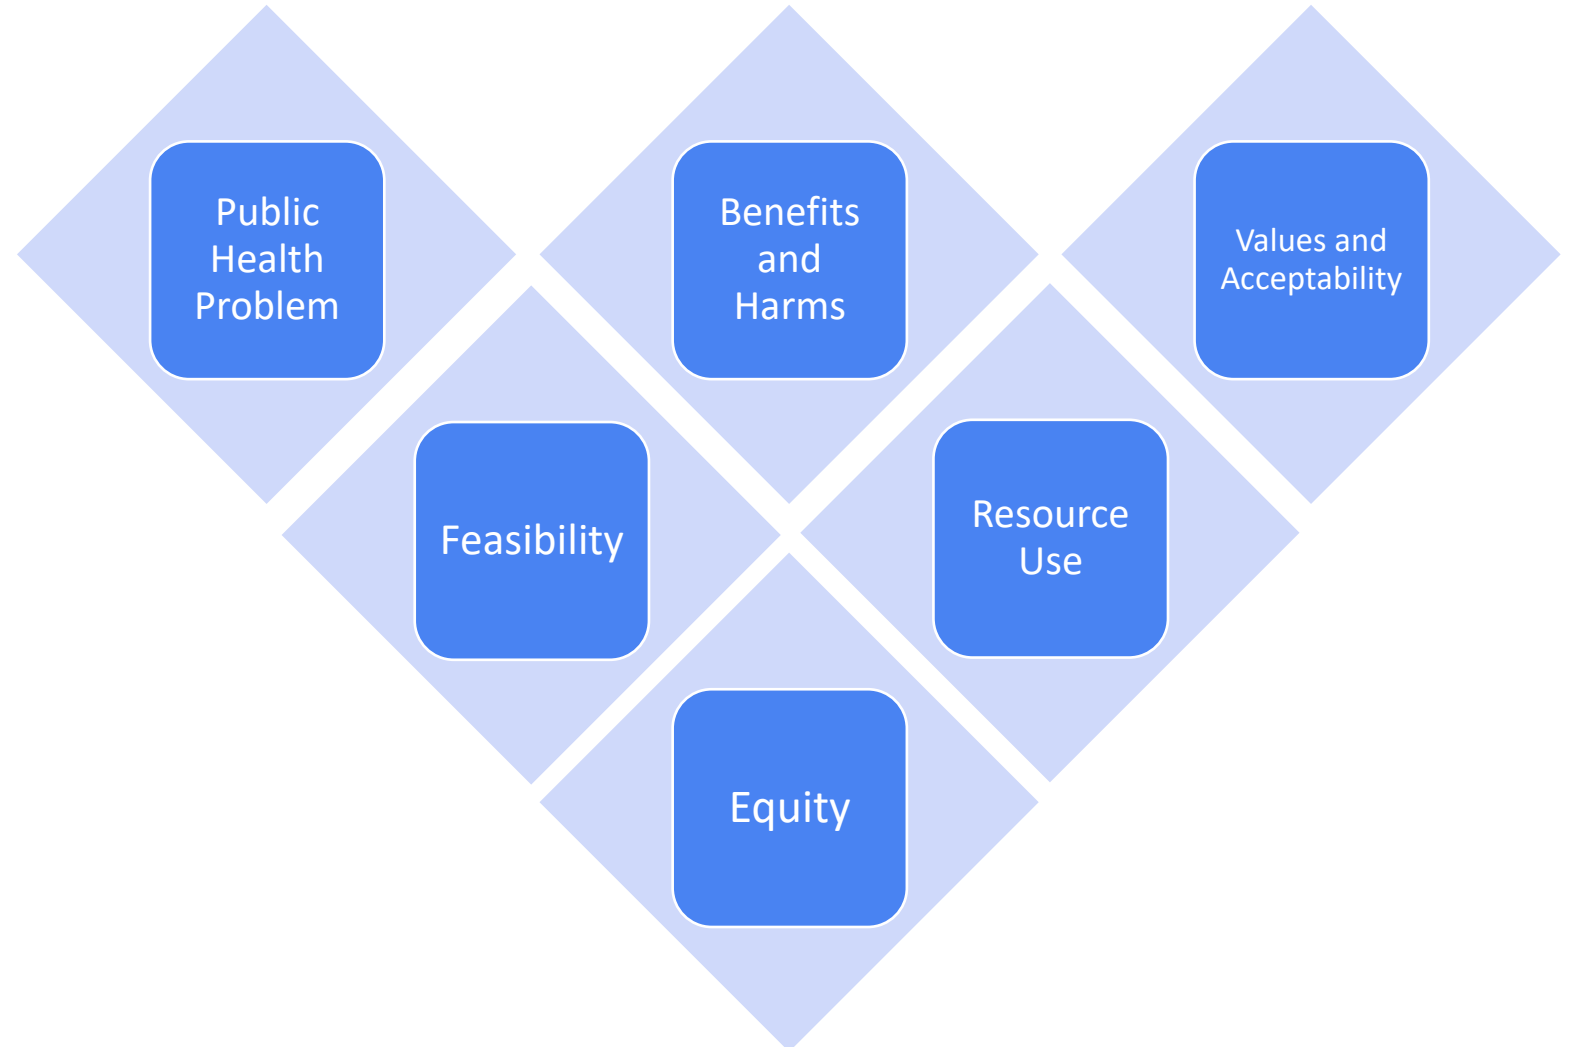 Public
Health
Problem
Benefits
and
Harms
Values and
Acceptability
Feasibility
Resource
Use
Equity